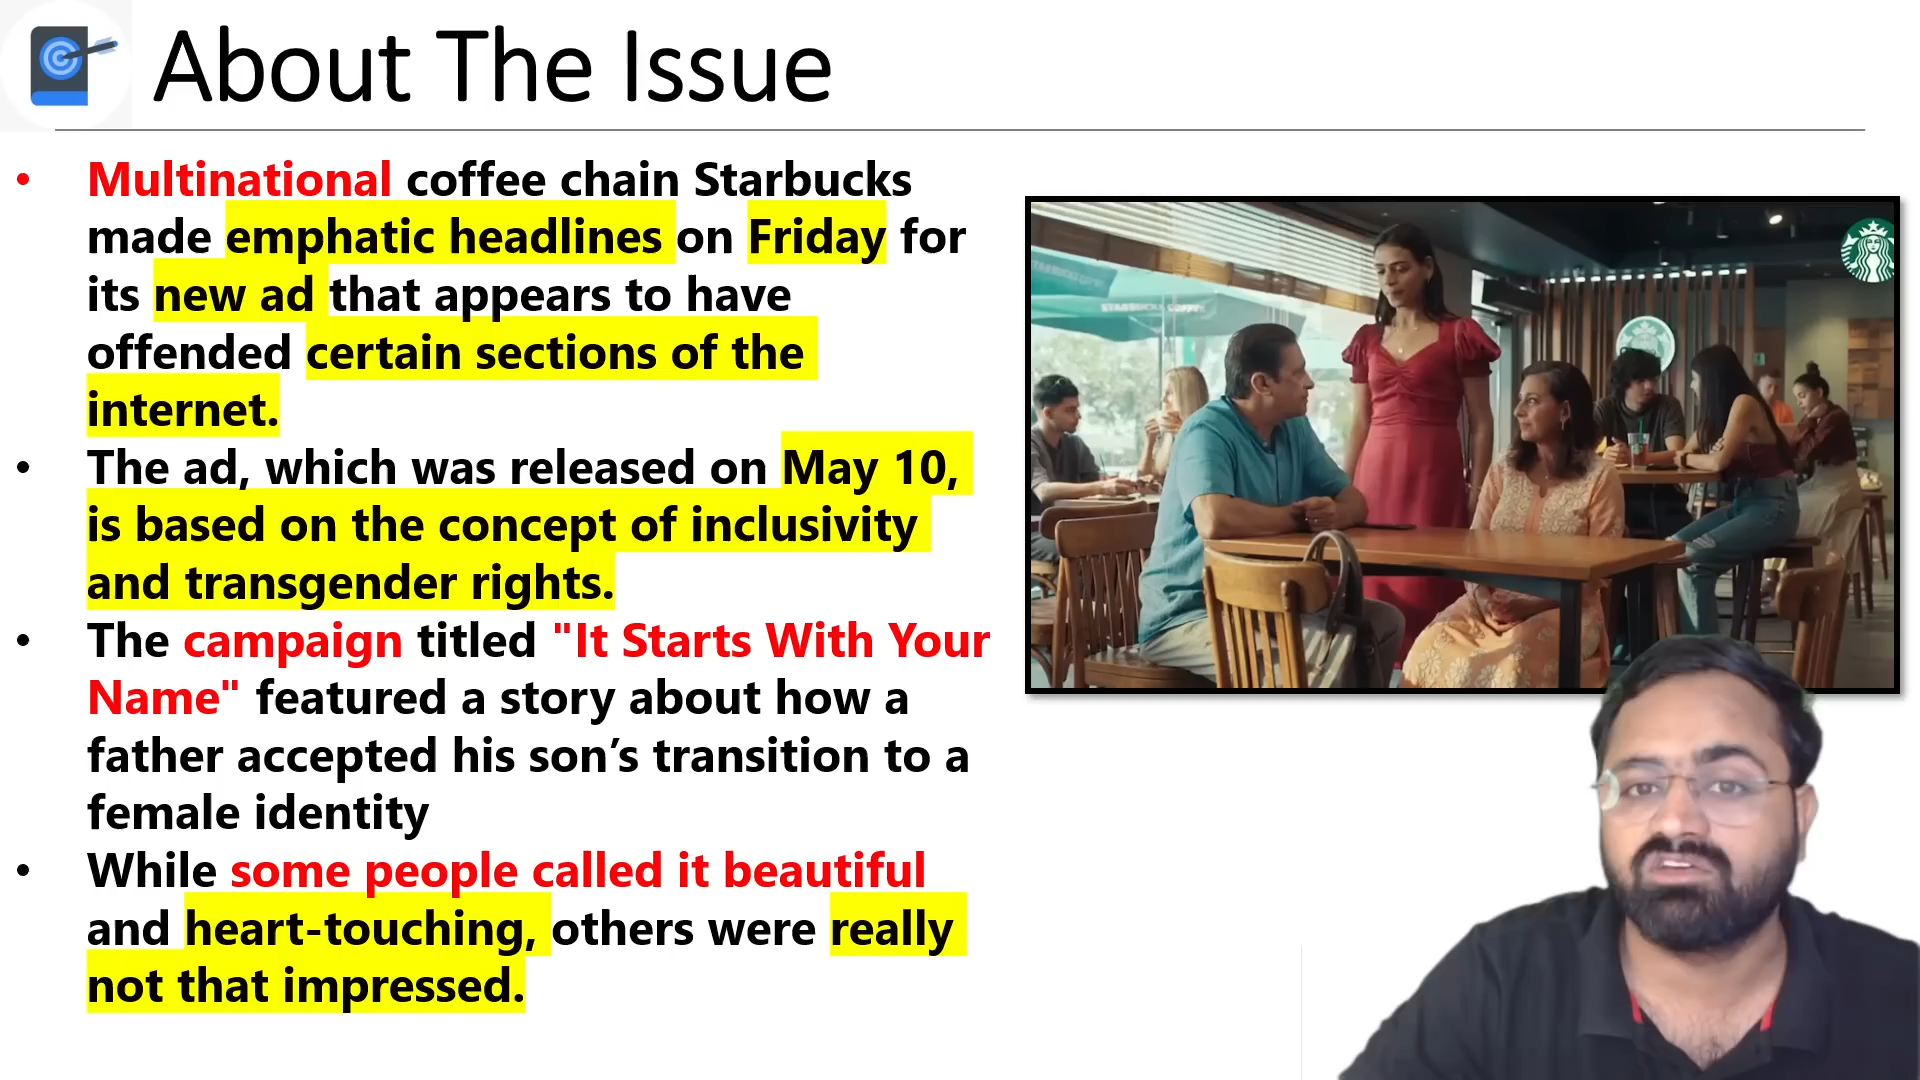 About The Issue
• Multinational coffee chain Starbucks
made emphatic headlines on Friday for
its new ad that appears to have
offended certain sections of the
internet.
• The ad, which was released on May 10,
is based on the concept of inclusivity
and transgender rights.
• The campaign titled "It Starts With Your
Name" featured a story about how a
father accepted his son’s transition to a
female identity
• While some people called it beautiful
and heart-touching, others were really
not that impressed.